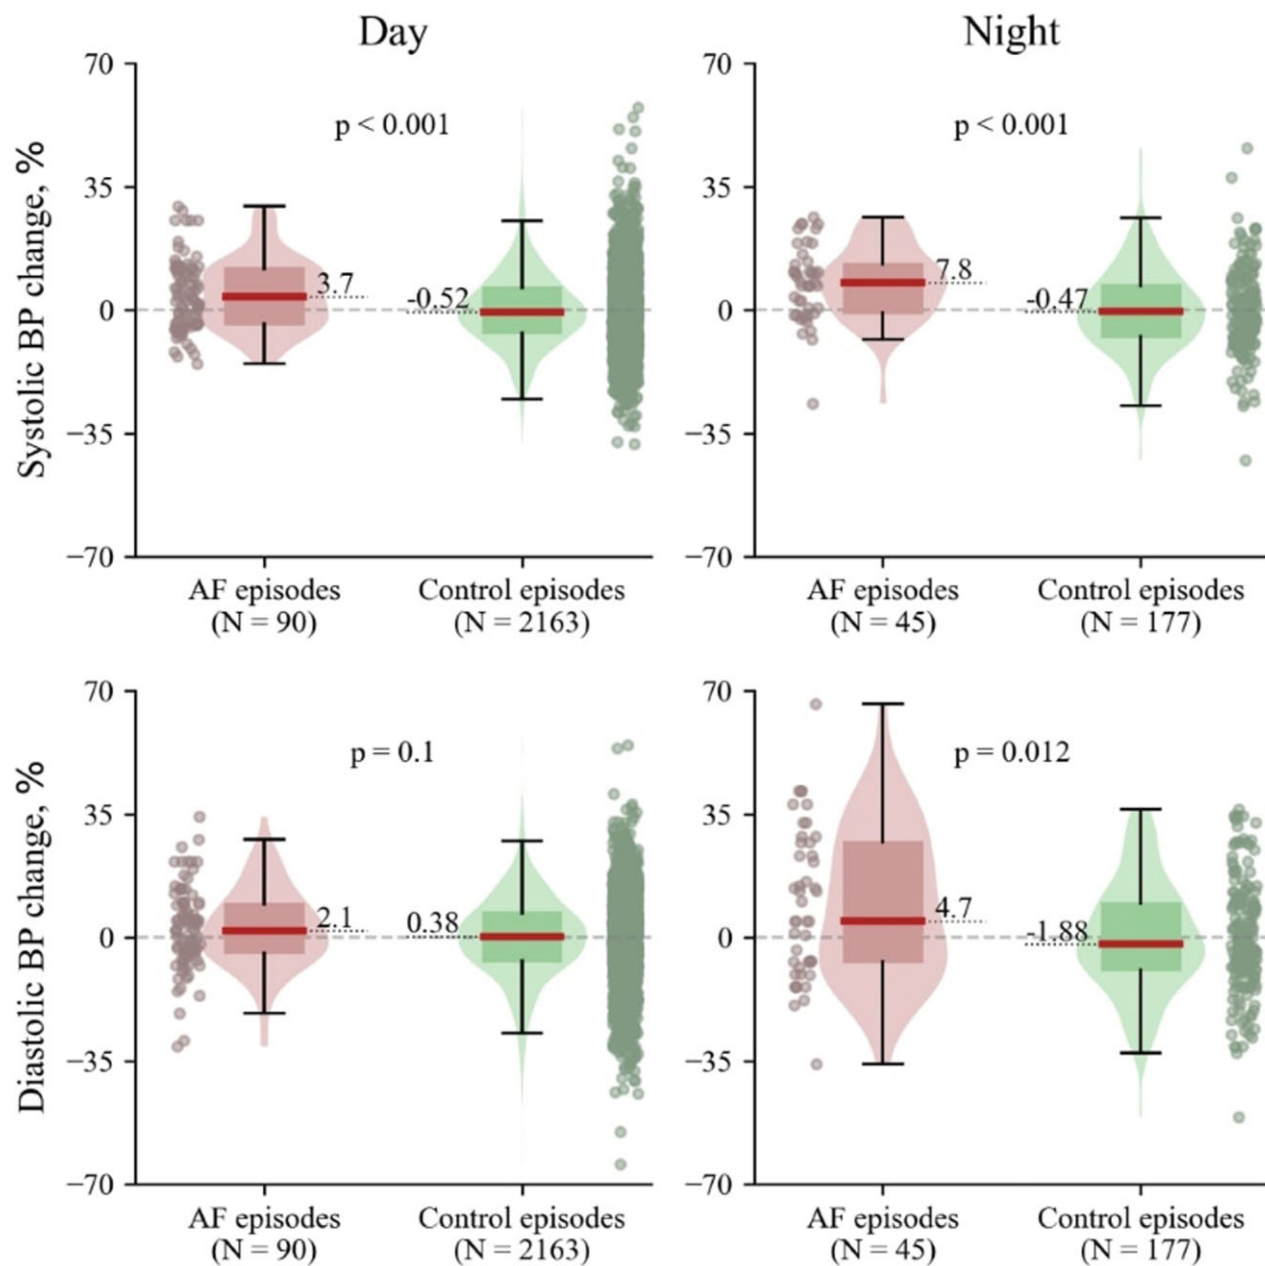 Day
Night
Systolic BP change, %
70
35
0
−35
−70
p < 0.001
3.7
-0.52
AF episodes
(N = 90)
Control episodes
(N = 2163)
70
35
0
−35
−70
p < 0.001
7.8
-0.47
AF episodes
(N = 45)
Control episodes
(N = 177)
Diastolic BP change, %
70
35
0
−35
−70
p = 0.1
2.1
0.38
AF episodes
(N = 90)
Control episodes
(N = 2163)
70
35
0
−35
−70
p = 0.012
4.7
-1.88
AF episodes
(N = 45)
Control episodes
(N = 177)